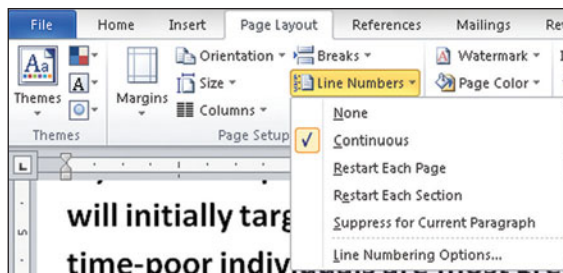 File Home Insert Page Layout References Mailings
Orientation Breaks Watermark
Aa A Size Line Numbers Page Color
Themes Margins Columns
Themes Page Setup
None
Continuous
Restart Each Page
Restart Each Section
Suppress for Current Paragraph
Line Numbering Options...
will initially targ
time-poor indiv